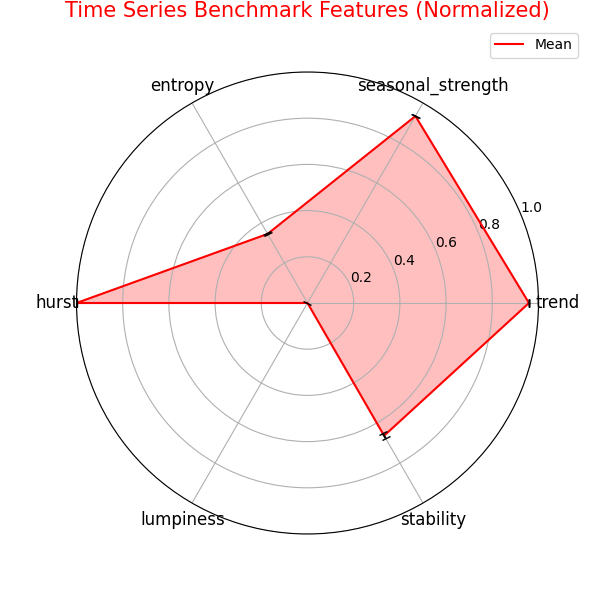 Time Series Benchmark Features (Normalized)
Mean
entropy
seasonal_strength
1.0
0.8
0.6
0.4
0.2
hurst
trend
lumpiness
stability